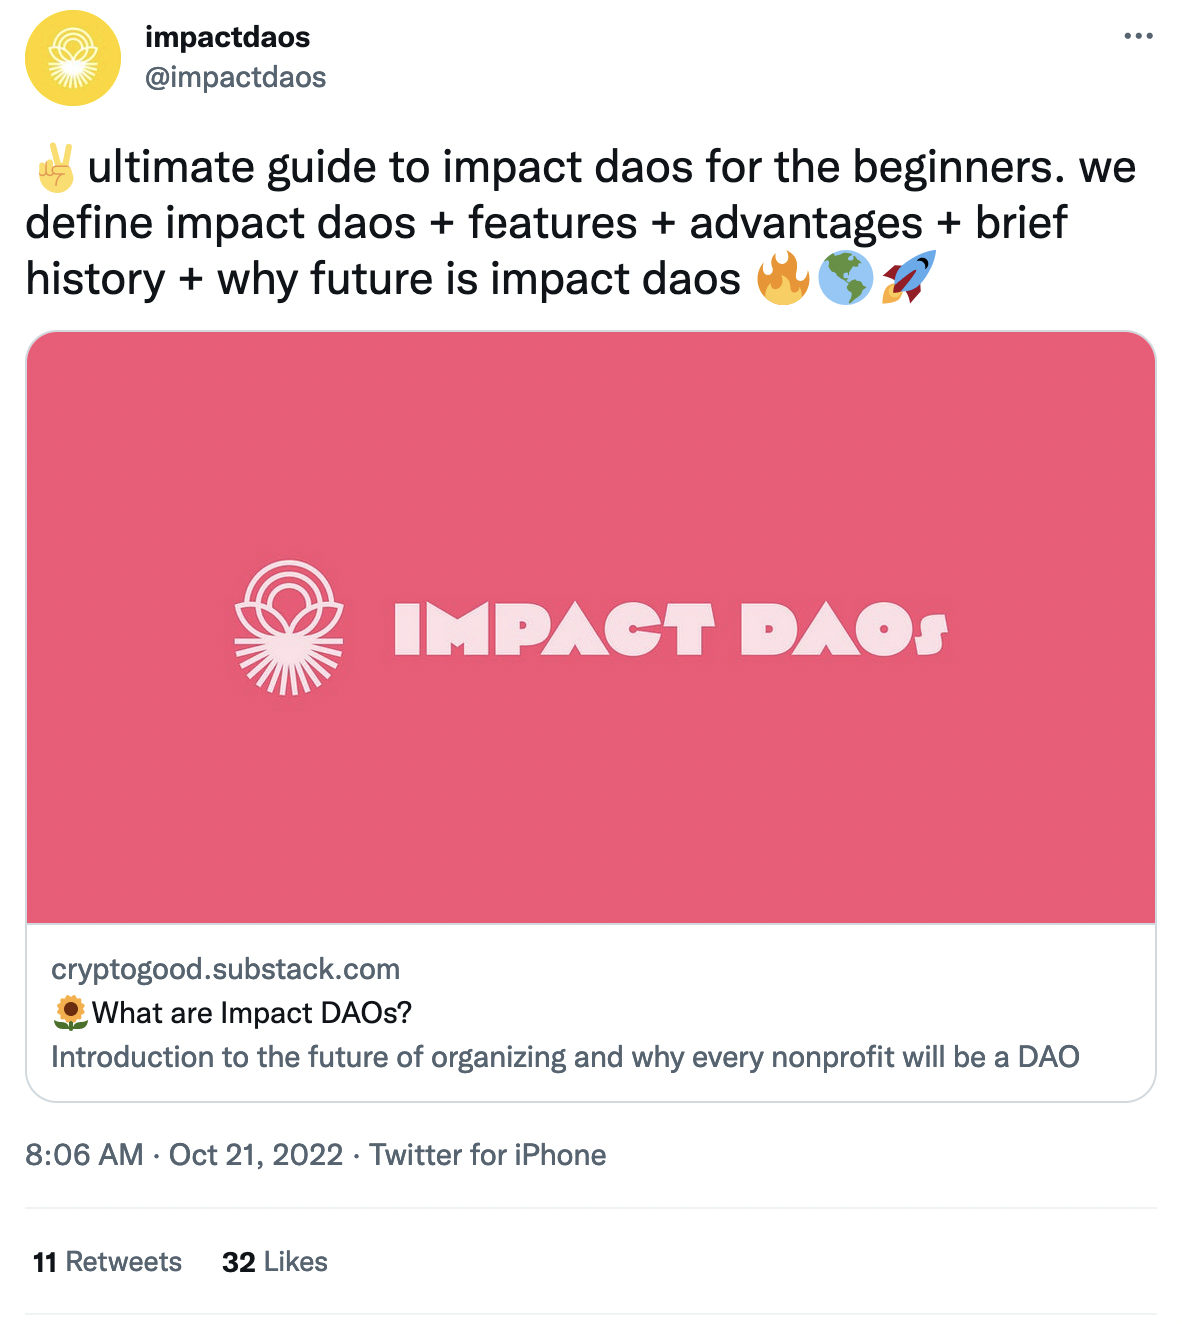 impactdaos
@impactdaos
✌️ultimate guide to impact daos for the beginners. we
define impact daos + features + advantages + brief
history + why future is impact daos 🔥🌎🚀
IMPACT DAOs
cryptogood.substack.com
🌻What are Impact DAOs?
Introduction to the future of organizing and why every nonprofit will be a DAO
8:06 AM · Oct 21, 2022 · Twitter for iPhone
11 Retweets 32 Likes